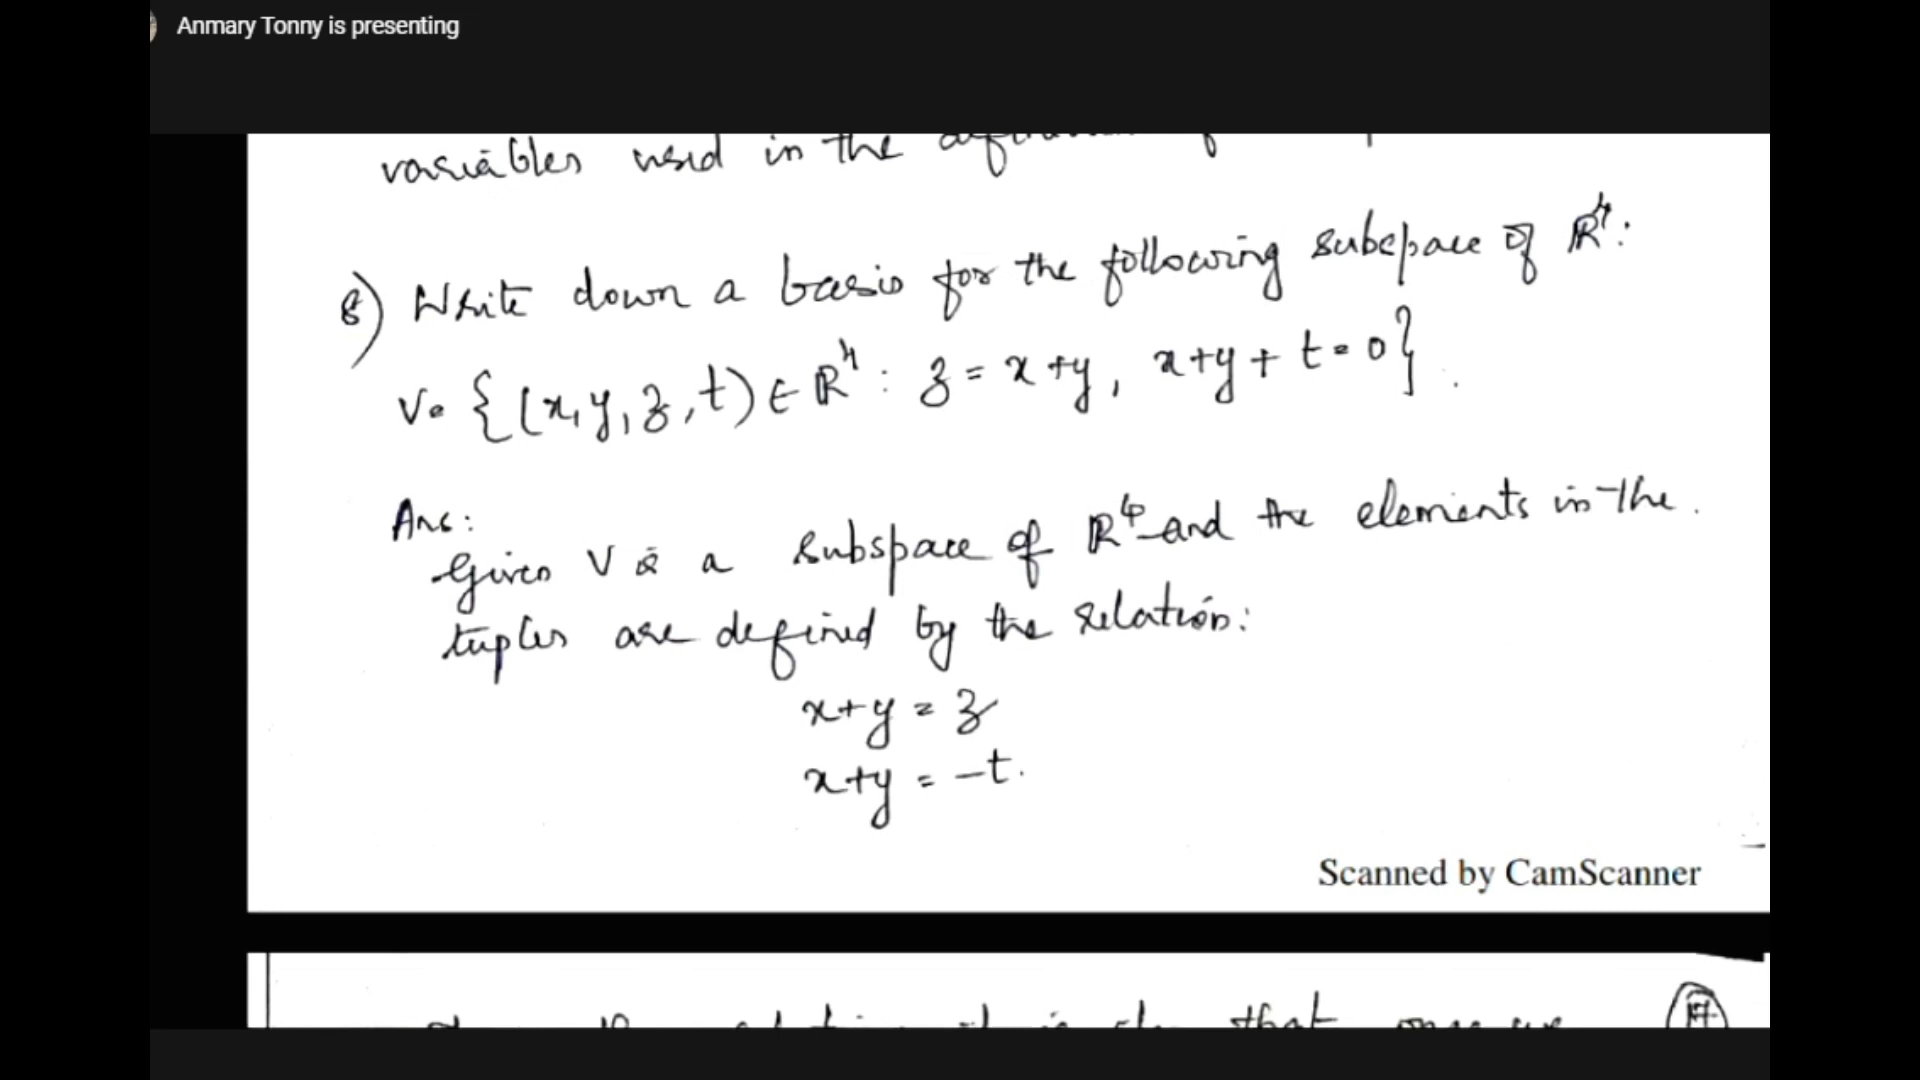 Anmary Tonny is presenting
variables used in the
8) Write down a basis for the following subspace of R⁴:
V = {(x, y, z, t) ∈ R⁴ : z = x+y, x+y+t=0}.
Ans:
Given V is a subspace of R⁴ and the elements in the
tuples are defined by the relation:
x+y = z
x+y = -t.
Scanned by CamScanner
that